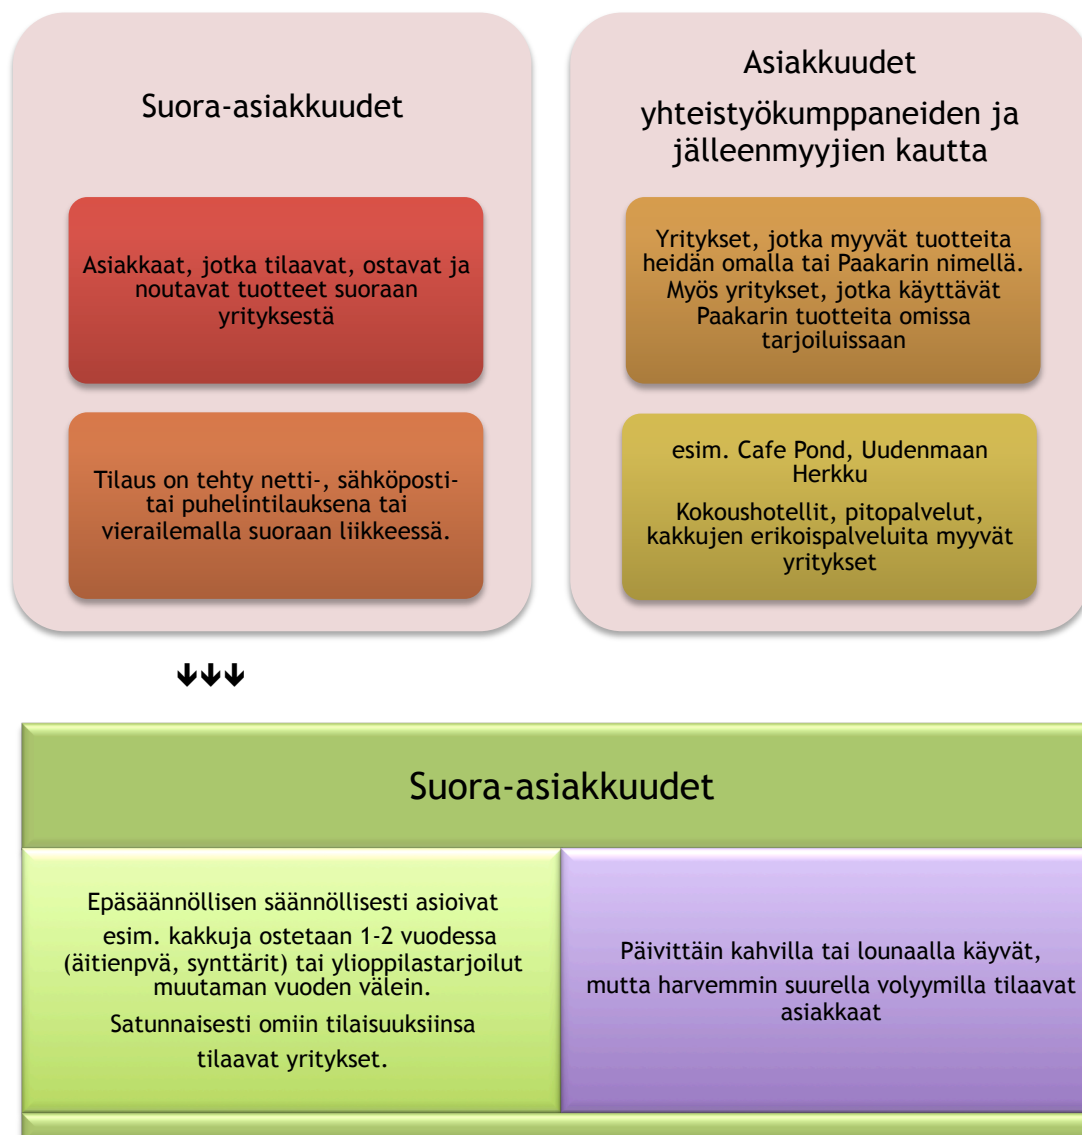 Suora-asiakkuudet
Asiakkaat, jotka tilaavat, ostavat ja
noutavat tuotteet suoraan
yrityksestä
Tilaus on tehty netti-, sähköposti-
tai puhelintilauksena tai
vierailemalla suoraan liikkeessä.
Asiakkuudet
yhteistyökumppaneiden ja
jälleenmyyjien kautta
Yritykset, jotka myyvät tuotteita
heidän omalla tai Paakarin nimellä.
Myös yritykset, jotka käyttävät
Paakarin tuotteita omissa
tarjoiluissaan
esim. Cafe Pond, Uudenmaan
Herkku
Kokoushotellit, pitopalvelut,
kakkujen erikoispalveluita myyvät
yritykset
Suora-asiakkuudet
Epäsäännöllisen säännöllisesti asioivat
esim. kakkuja ostetaan 1-2 vuodessa
(äitienpvä, synttärit) tai ylioppilastarjoilut
muutaman vuoden välein.
Satunnaisesti omiin tilaisuuksiinsa
tilaavat yritykset.
Päivittäin kahvilla tai lounaalla käyvät,
mutta harvemmin suurella volyymilla tilaavat
asiakkaat